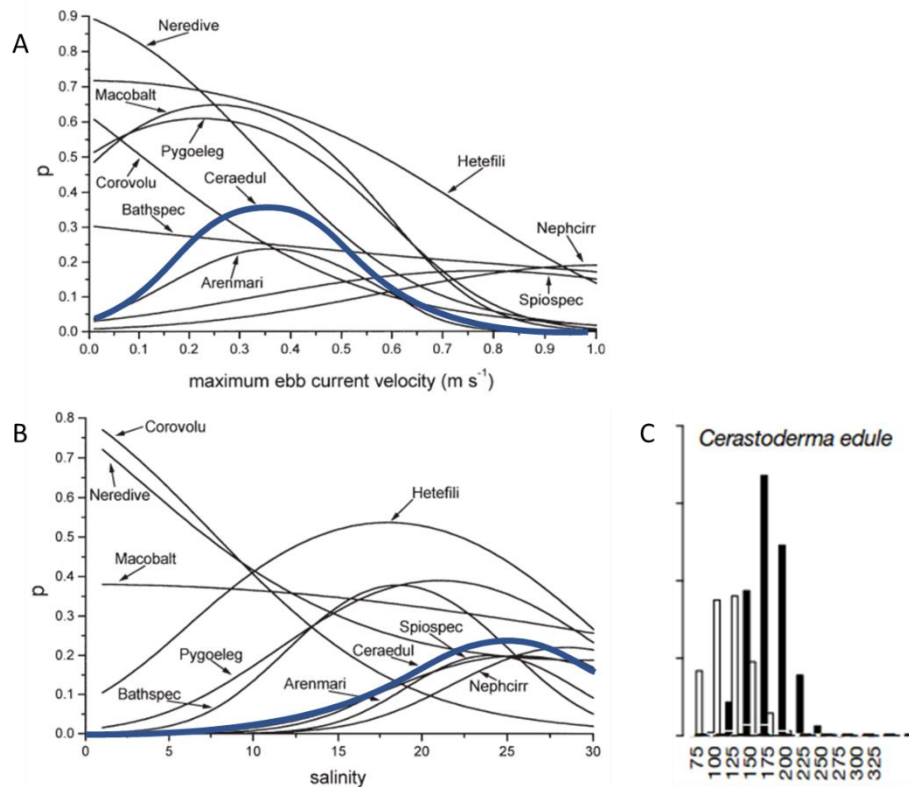 A
0.9
0.8
0.7
0.6
0.5
0.4
0.3
0.2
0.1
0.0
p
Neredive
Macobalt
Pygoeleg
Corovolu
Ceraedul
Bathspec
Arenmari
Hetefili
Nephcirr
Spiospec
0.0 0.1 0.2 0.3 0.4 0.5 0.6 0.7 0.8 0.9 1.0
maximum ebb current velocity (m s⁻¹)
B
0.8
0.7
0.6
0.5
0.4
0.3
0.2
0.1
0.0
p
Corovolu
Neredive
Hetefili
Macobalt
Spiospec
Pygoeleg
Ceraedul
Bathspec
Arenmari
Nephcirr
0 5 10 15 20 25 30
salinity
C
Cerastoderma edule
75 100 125 150 175 200 250 275 300 325